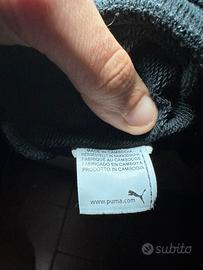 MADE IN CAMBODIA
HERGESTELLT IN KAMBODSCHA
FABRIQUÉ AU CAMBODGE
FABRICADO EN CAMBOYA
PRODOTTO IN CAMBOGIA
www.puma.com
subito